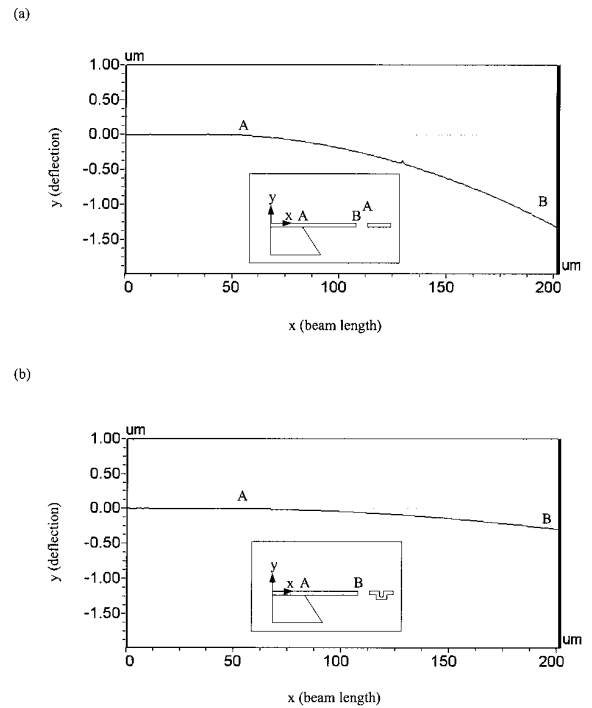 (a)
um
1.00
0.50
0.00
-0.50
-1.00
-1.50
y (deflection)
A
B
y
x A B A
0 50 100 150 200
um
x (beam length)
(b)
um
1.00
0.50
0.00
-0.50
-1.00
-1.50
y (deflection)
A
B
y
x A B
0 50 100 150 200
um
x (beam length)